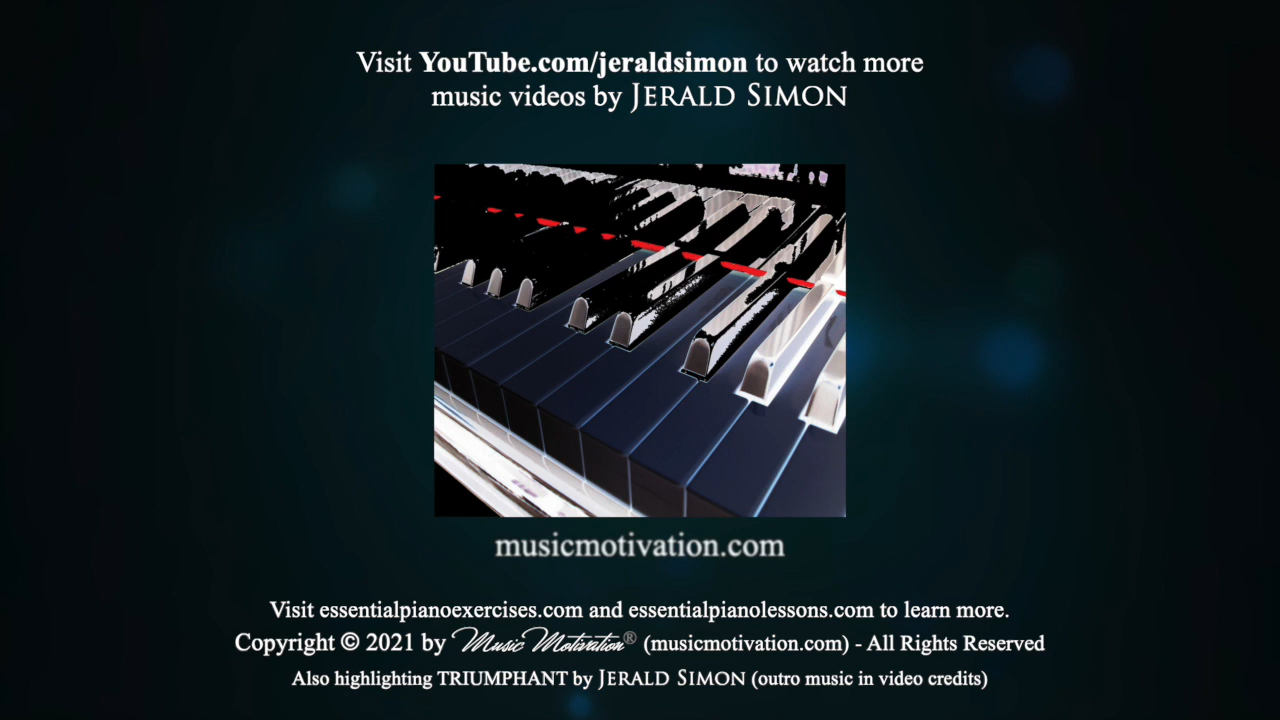 Visit YouTube.com/jeraldsimon to watch more
music videos by JERALD SIMON
musicmotivation.com
Visit essentialpianoexercises.com and essentialpianolessons.com to learn more.
Copyright © 2021 by Music Motivation® (musicmotivation.com) - All Rights Reserved
Also highlighting TRIUMPHANT by JERALD SIMON (outro music in video credits)